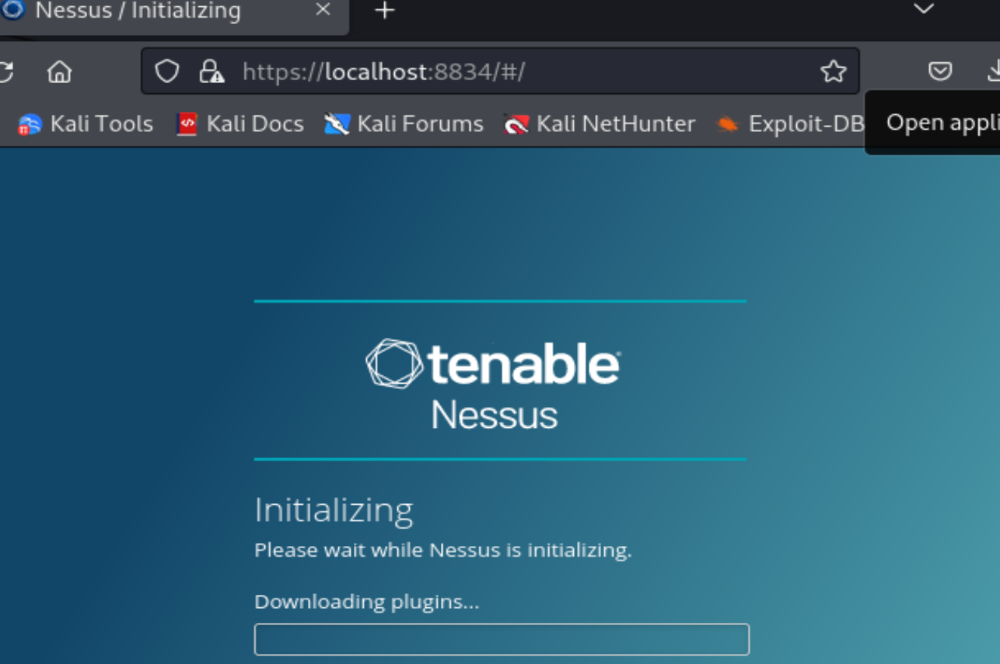 Nessus / Initializing
https://localhost:8834/#/
Kali Tools Kali Docs Kali Forums Kali NetHunter Exploit-DB Open appli
tenable
Nessus
Initializing
Please wait while Nessus is initializing.
Downloading plugins...